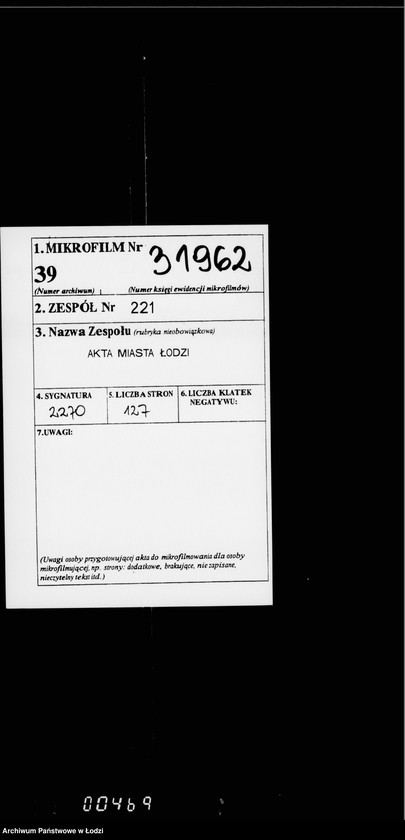 1. MIKROFILM Nr 31962
39
(Numer archiwum) (Numer księgi ewidencji mikrofilmów)
2. ZESPÓŁ Nr 221
3. Nazwa Zespołu (rubryka nieobowiązkowa)
AKTA MIASTA ŁODZI
4. SYGNATURA 5. LICZBA STRON 6. LICZBA KLATEK
NEGATYWU:
2270 127
7.UWAGI:
(Uwagi osoby przygotowującej akta do mikrofilmowania dla osoby
mikrofilmującej, np. strony: dodatkowe, brakujące, nie zapisane,
nieczytelny tekst itd.)
00469
Archiwum Państwowe w Łodzi